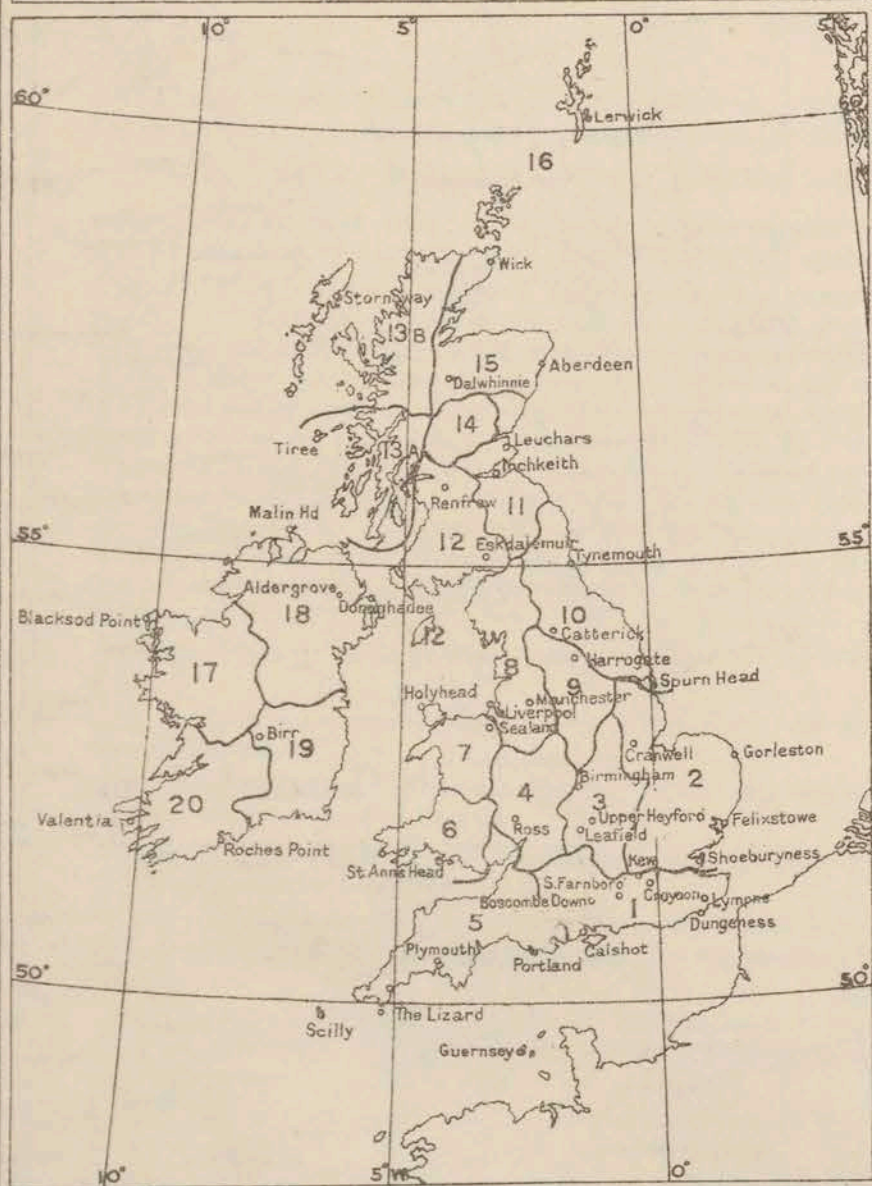 10° 5° 0°
60° 60
Lerwick
16
Wick
Stornoway
13B
15
Aberdeen
Dalwhinnie
14
Tiree
13A
Leuchars
Inchkeith
Renfrew
11
Malin Hd
12
Eskdalemuir
55° 55°
Tynemouth
Aldergrove
18
Donaghadee
Blacksod Point
10
Catterick
12
Harrogate
17
8
9
Spurn Head
Holyhead
Manchester
Liverpool
Sealand
Birr
19
7
Cranwell
Gorleston
Birmingham
2
4
3
20
Upper Heyford
Felixstowe
Valentia
6
Ross
Leafield
Roches Point
Shoeburyness
St. Ann's Head
Kew
S. Farnboro
Croydon
Lympne
Boscombe Down
1
Dungeness
5
Calshot
Plymouth
Portland
50° 50°
The Lizard
Scilly
Guernsey
10° 5°W 0°